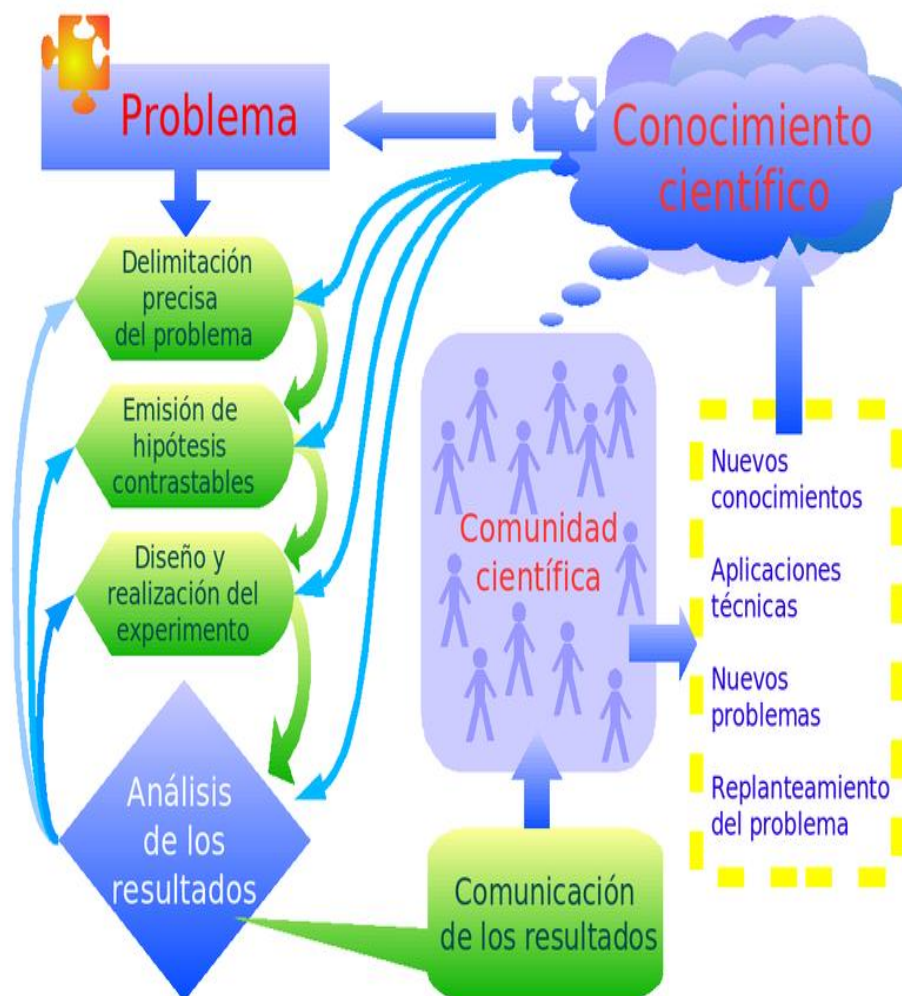 Problema
Conocimiento
científico
Delimitación
precisa
del problema
Emisión de
hipótesis
contrastables
Diseño y
realización del
experimento
Análisis
de los
resultados
Comunicación
de los resultados
Comunidad
científica
Nuevos
conocimientos
Aplicaciones
técnicas
Nuevos
problemas
Replanteamiento
del problema